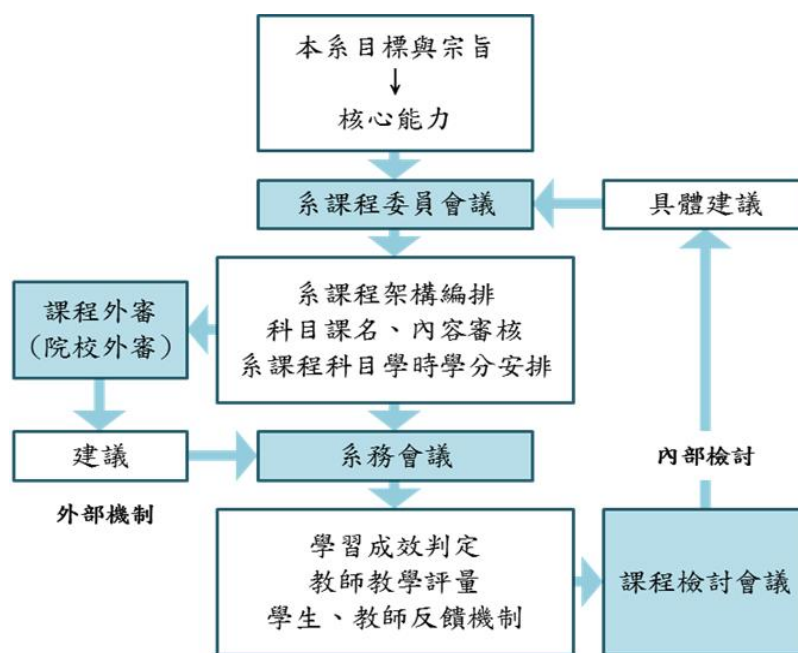 本系目標與宗旨
↓
核心能力
系課程委員會議
具體建議
系課程架構編排
科目課名、內容審核
系課程科目學時學分安排
課程外審
(院校外審)
建議
外部機制
系務會議
內部檢討
學習成效判定
教師教學評量
學生、教師反饋機制
課程檢討會議